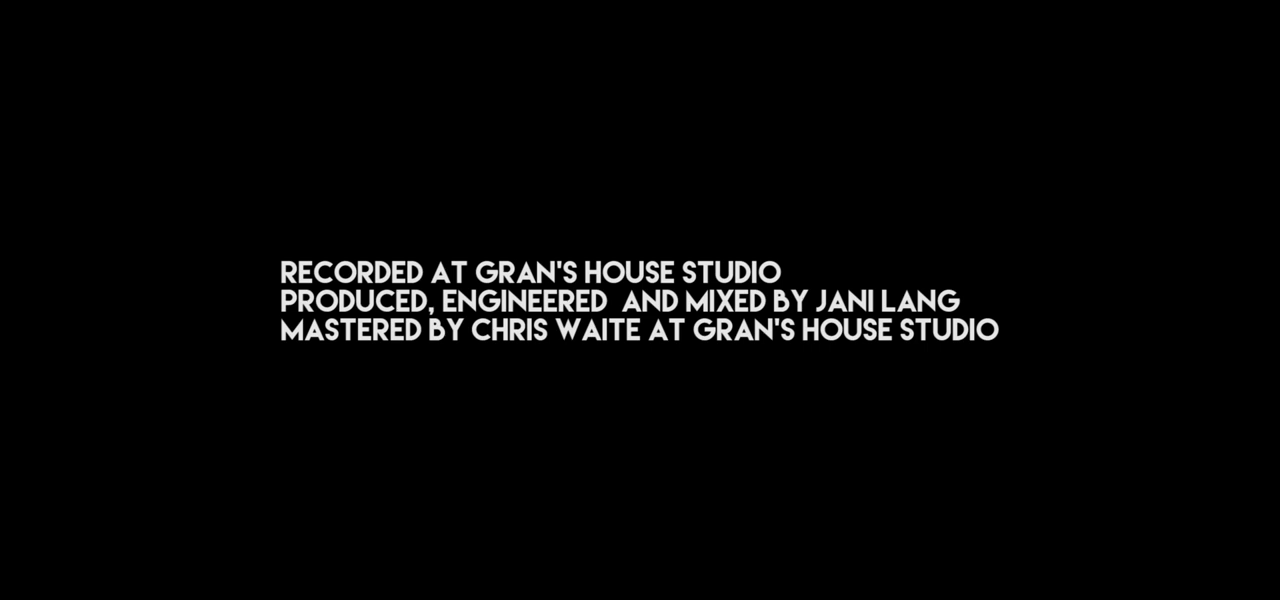 RECORDED AT GRAN'S HOUSE STUDIO
PRODUCED, ENGINEERED  AND MIXED BY JANI LANG
MASTERED BY CHRIS WAITE AT GRAN'S HOUSE STUDIO